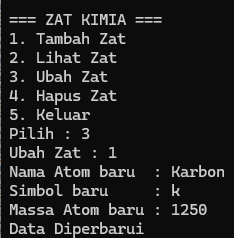 === ZAT KIMIA ===
1. Tambah Zat
2. Lihat Zat
3. Ubah Zat
4. Hapus Zat
5. Keluar
Pilih : 3
Ubah Zat : 1
Nama Atom baru  : Karbon
Simbol baru     : k
Massa Atom baru : 1250
Data Diperbarui